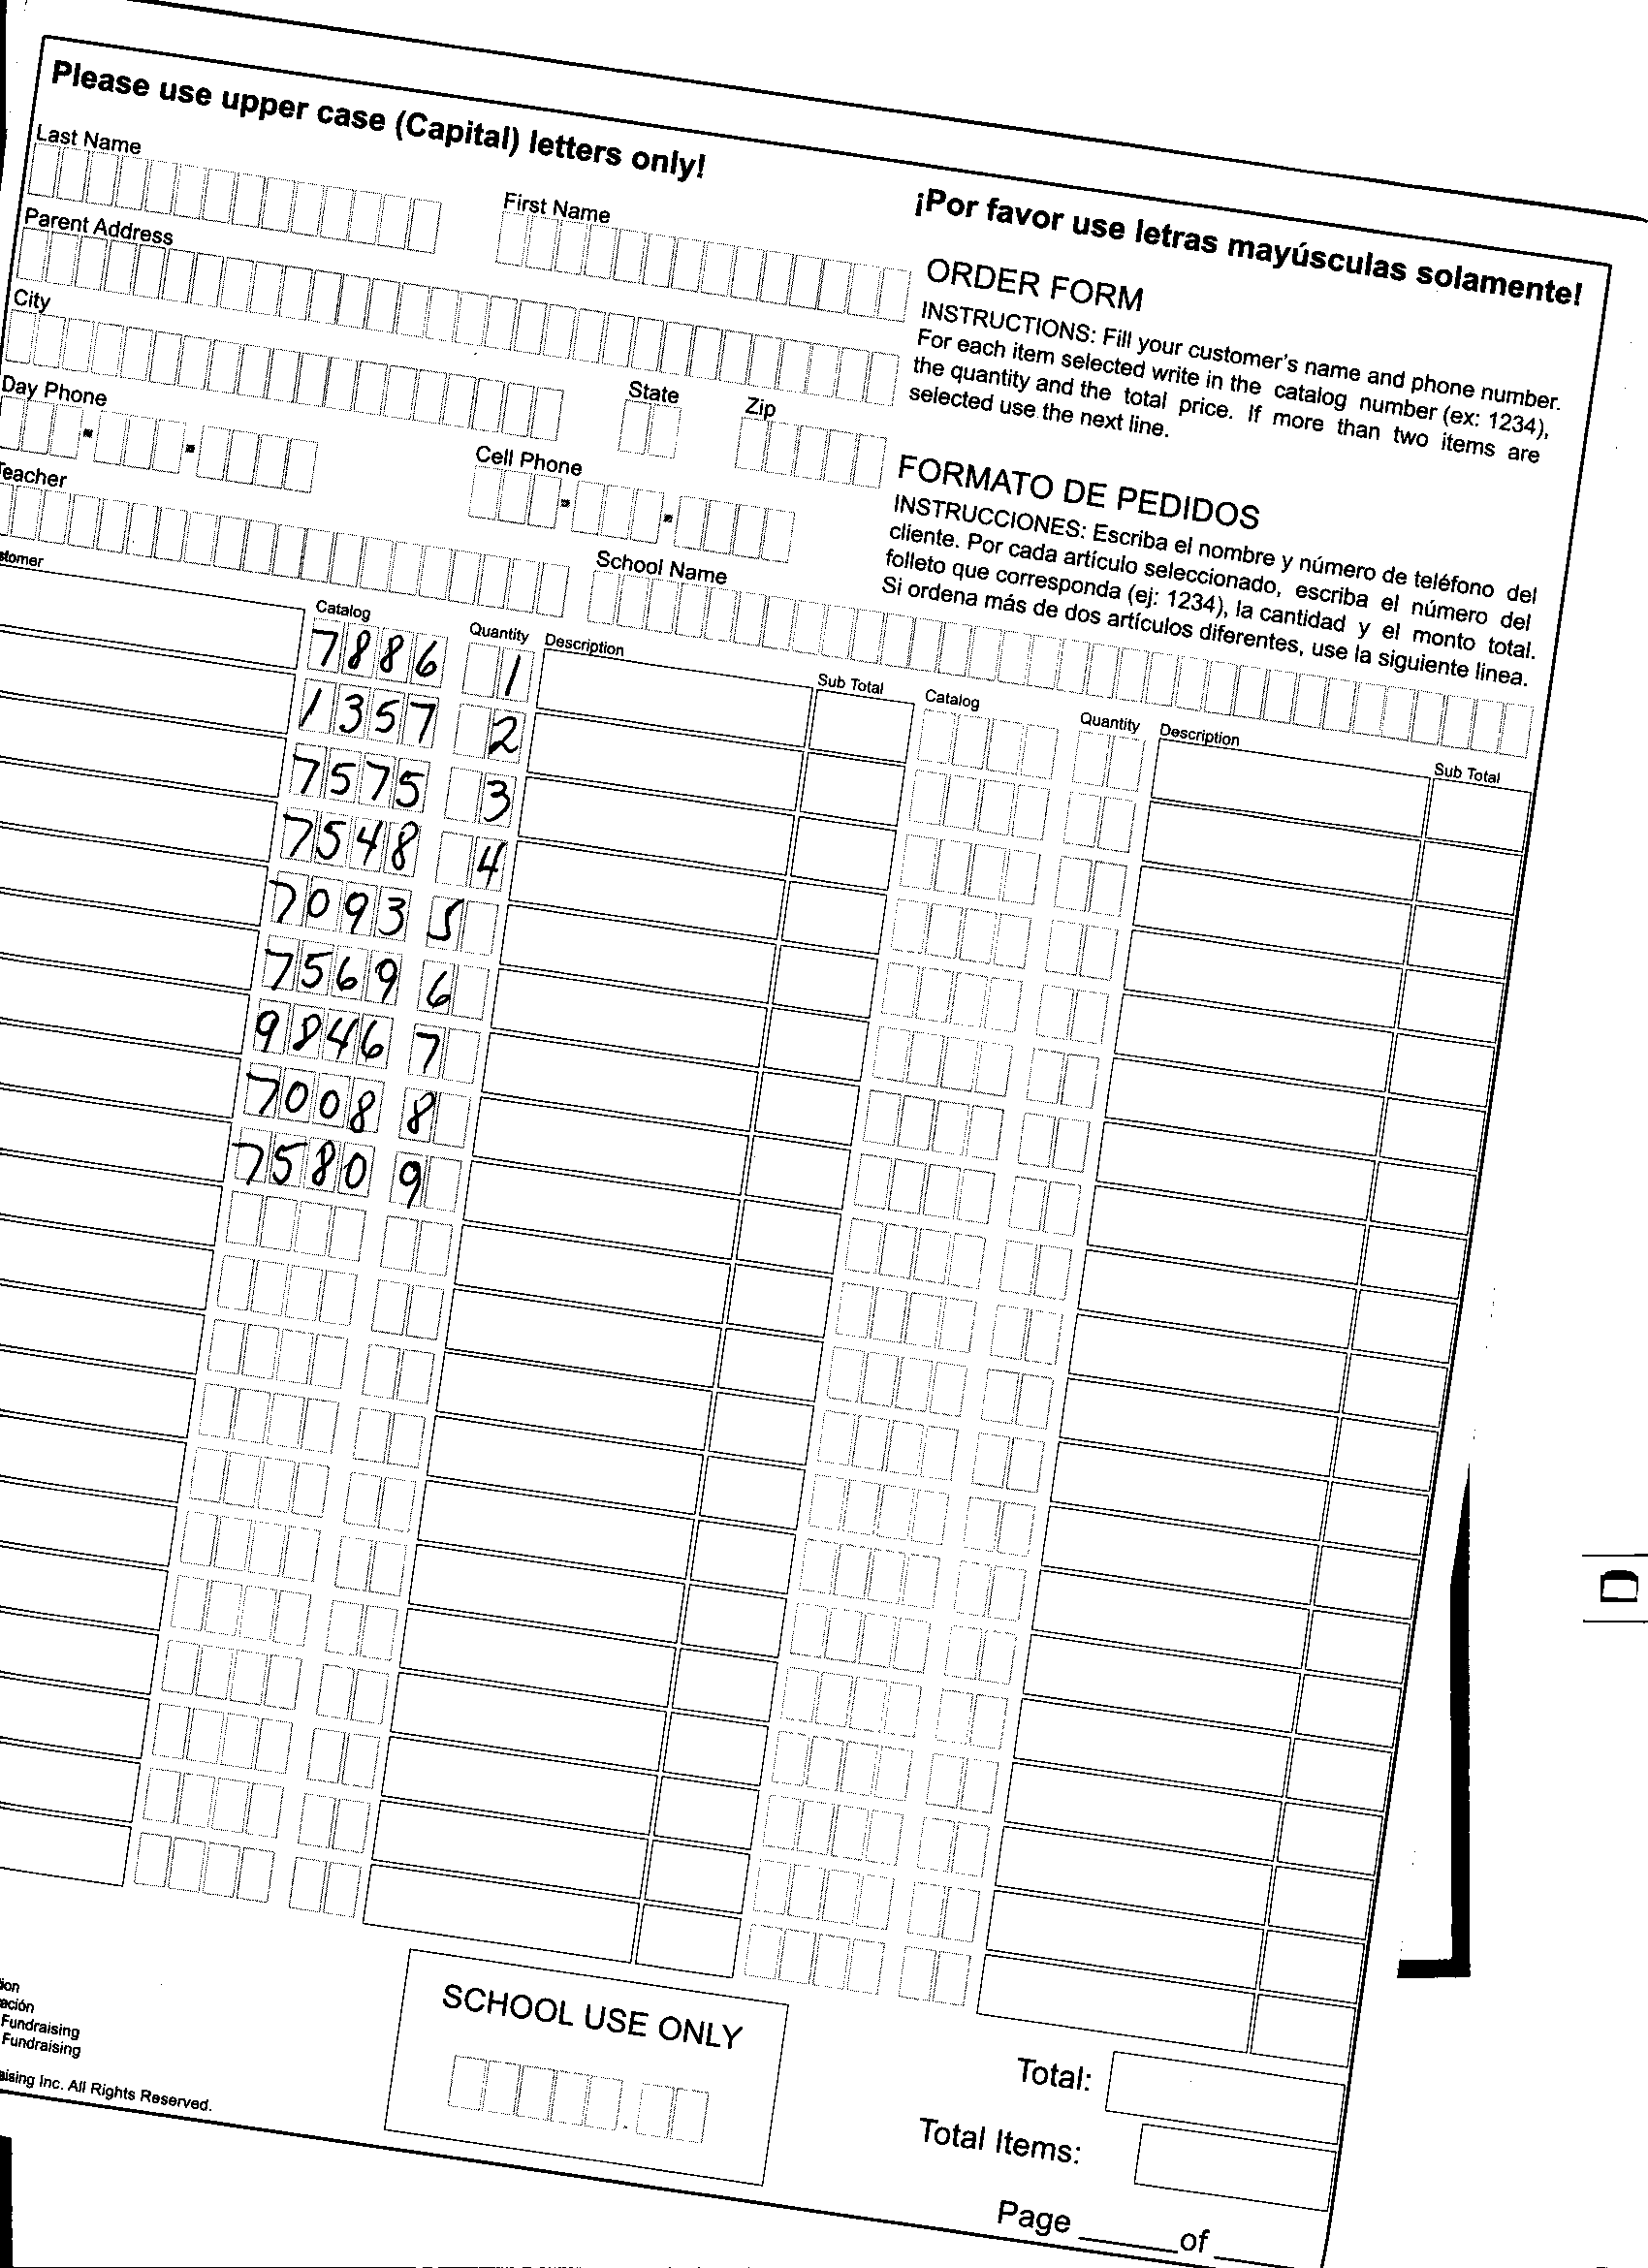 Please use upper case (Capital) letters only!
¡Por favor use letras mayúsculas solamente!
Last Name
First Name
Parent Address
City
State
Zip
Day Phone
Cell Phone
Teacher
School Name
ORDER FORM
INSTRUCTIONS: Fill your customer's name and phone number.
For each item selected write in the catalog number (ex: 1234),
the quantity and the total price. If more than two items are
selected use the next line.
FORMATO DE PEDIDOS
INSTRUCCIONES: Escriba el nombre y número de teléfono del
cliente. Por cada artículo seleccionado, escriba el número del
folleto que corresponda (ej: 1234), la cantidad y el monto total.
Si ordena más de dos artículos diferentes, use la siguiente linea.
stomer Catalog Quantity Description Sub Total Catalog Quantity Description Sub Total
7886 1
1357 2
7575 3
7548 4
7093 5
7569 6
9846 7
7008 8
7580 9
ion
ación
Fundraising
Fundraising
aising Inc. All Rights Reserved.
SCHOOL USE ONLY
Total:
Total Items:
Page ______of
D